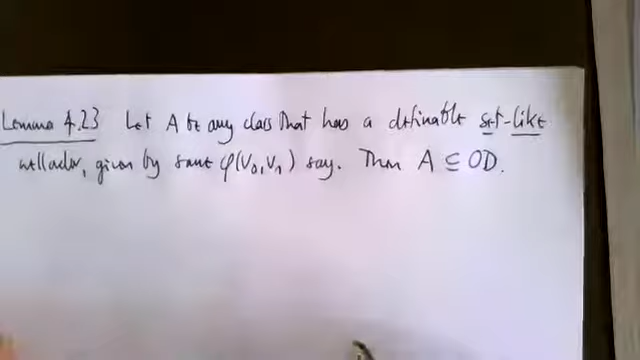 Lemma 4.23 Let A be any class that has a definable set-like
wellorder, given by some φ(v₀,v₁) say. Then A ⊆ OD.